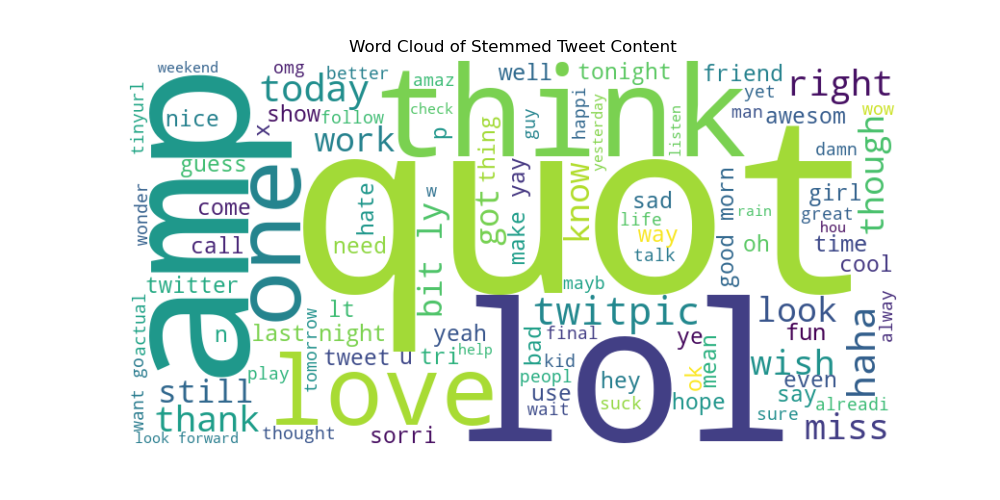 Word Cloud of Stemmed Tweet Content
weekend
omg
better
amaz
well
tonight
friend
right
tinyurl
nice
today
think
yet
wow
x
show
follow
check
p
guy
happi
yesterday
listen
man
awesom
amp
work
thing
damn
though
guess
quot
wonder
come
one
hate
w
got
yay
know
sad
life
way
talk
good morn
rain
girl
great
hou
call
need
bit ly
make
oh
time
cool
twitter
mayb
lt
n
last night
tomorrow
yeah
twitpic
look
alway
goactual
want
tweet
u
tri
help
bad
final
ye
fun
haha
play
love
lol
kid
peopl
hey
ok
mean
wish
even
still
use
suck
hope
say
alreadi
thank
wait
sure
miss
look forward
thought
sorri